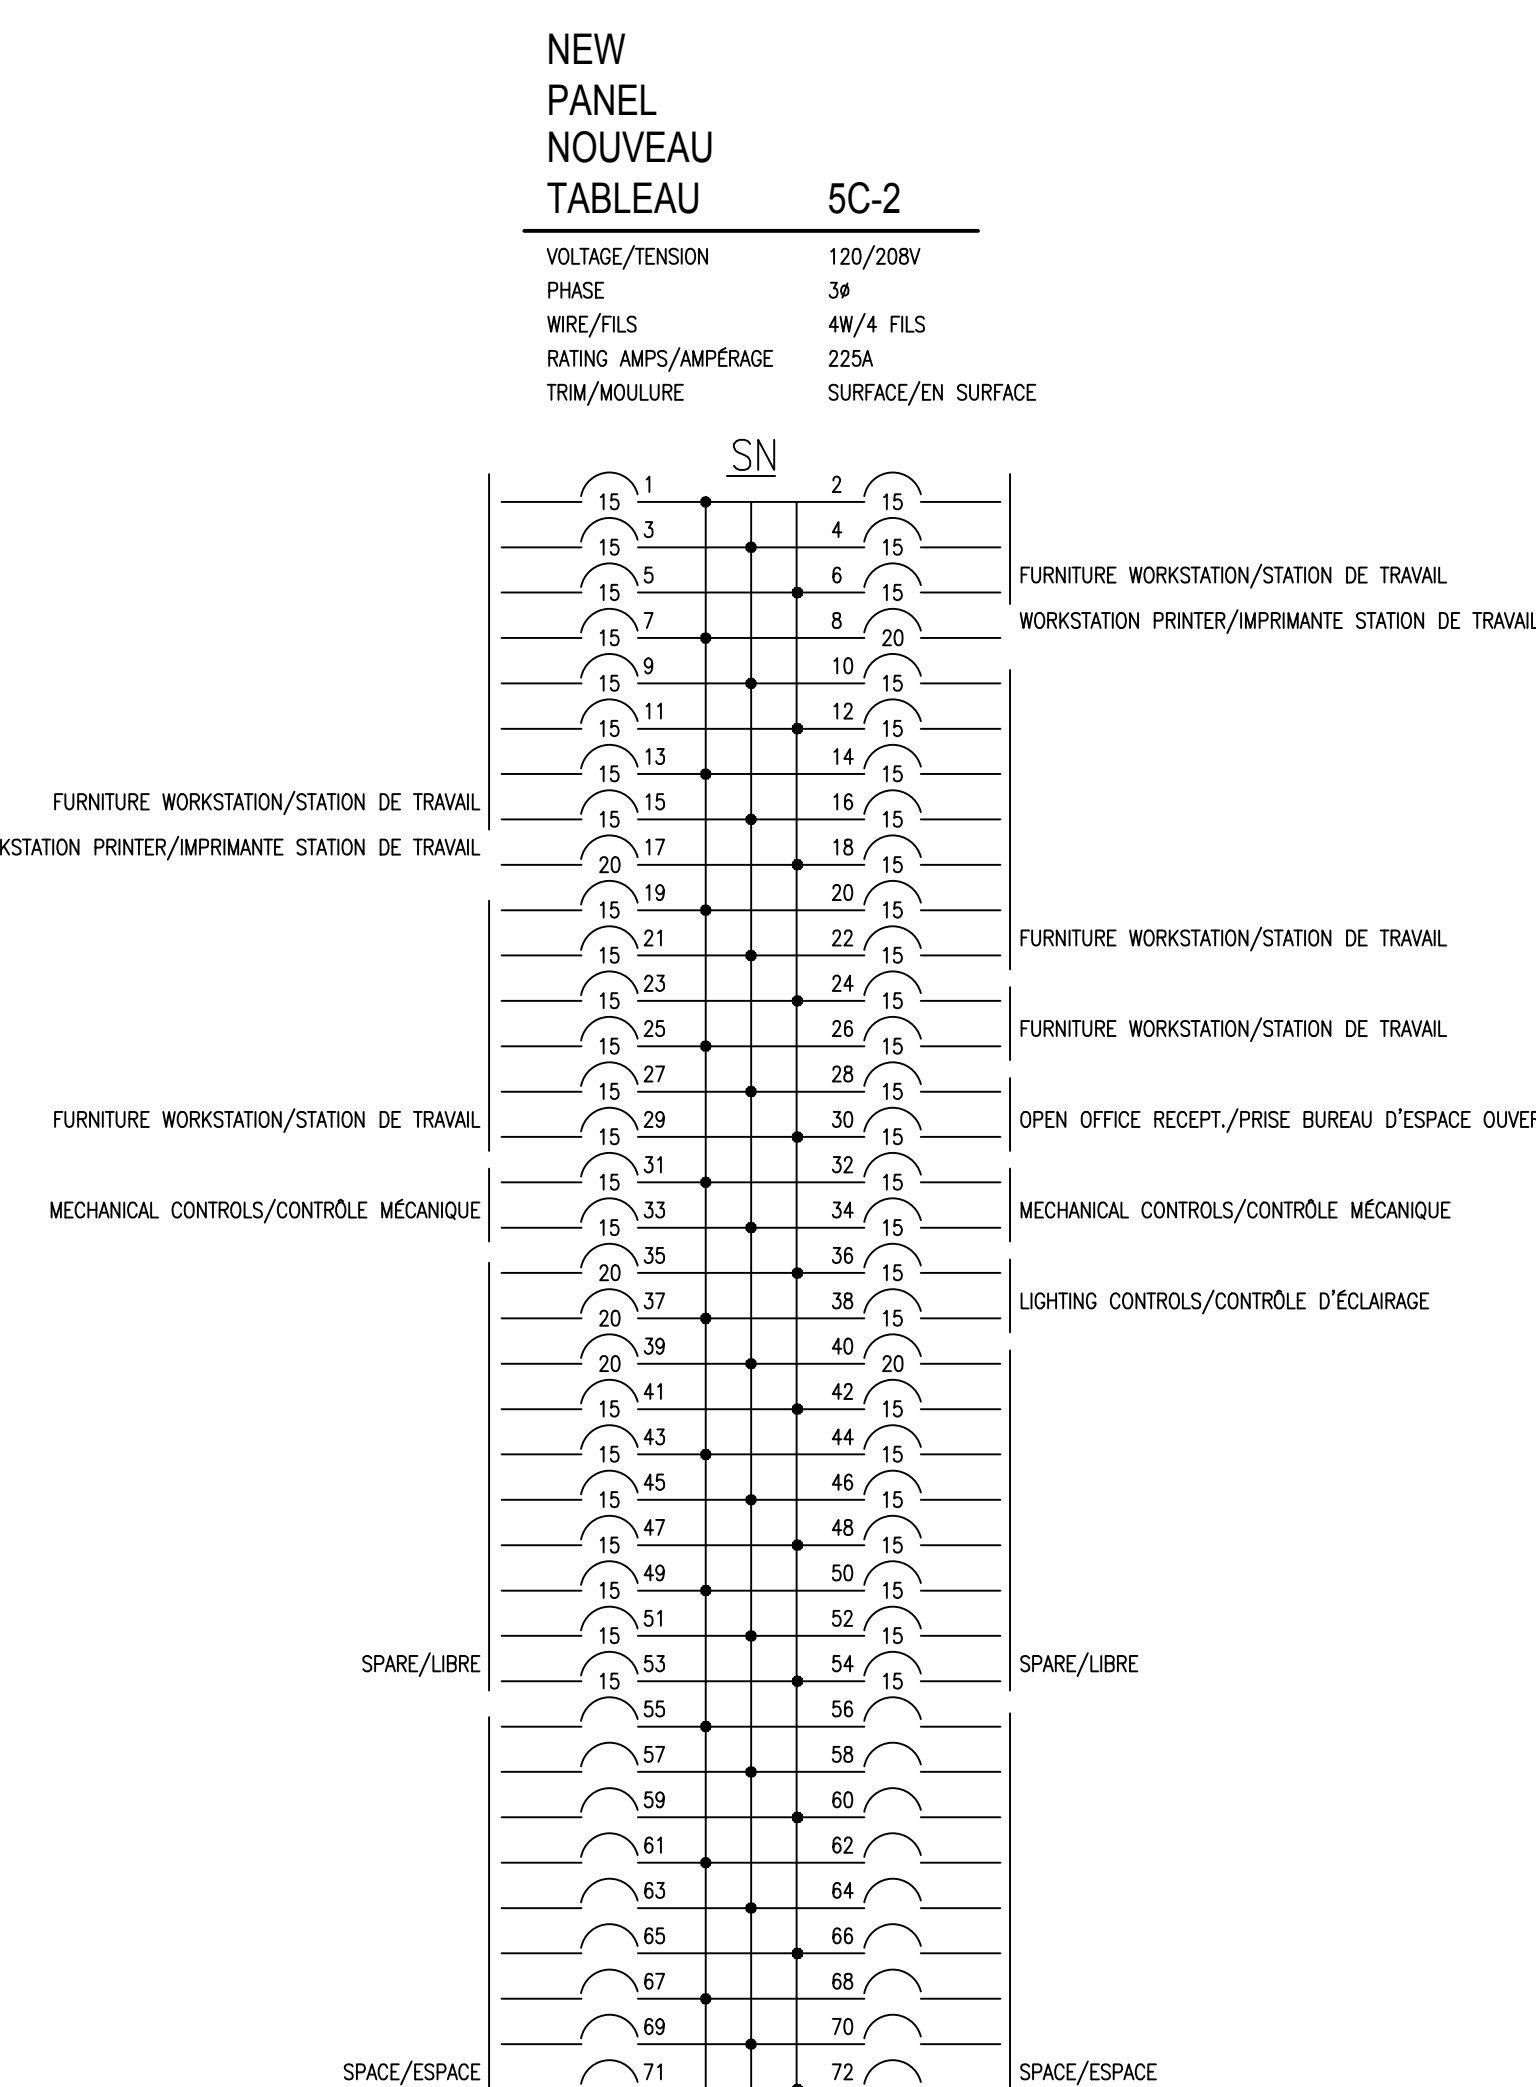 NEW
PANEL
NOUVEAU
TABLEAU 5C-2
VOLTAGE/TENSION 120/208V
PHASE 3ø
WIRE/FILS 4W/4 FILS
RATING AMPS/AMPÉRAGE 225A
TRIM/MOULURE SURFACE/EN SURFACE
SN
15 1 2 15
15 3 4 15
15 5 6 15 FURNITURE WORKSTATION/STATION DE TRAVAIL
15 7 8 20 WORKSTATION PRINTER/IMPRIMANTE STATION DE TRAVAIL
15 9 10 15
15 11 12 15
15 13 14 15
FURNITURE WORKSTATION/STATION DE TRAVAIL 15 15 16 15
KSTATION PRINTER/IMPRIMANTE STATION DE TRAVAIL 20 17 18 15
15 19 20 15
15 21 22 15 FURNITURE WORKSTATION/STATION DE TRAVAIL
15 23 24 15
15 25 26 15 FURNITURE WORKSTATION/STATION DE TRAVAIL
15 27 28 15
FURNITURE WORKSTATION/STATION DE TRAVAIL 15 29 30 15 OPEN OFFICE RECEPT./PRISE BUREAU D'ESPACE OUVER
15 31 32 15
MECHANICAL CONTROLS/CONTRÔLE MÉCANIQUE 15 33 34 15 MECHANICAL CONTROLS/CONTRÔLE MÉCANIQUE
20 35 36 15
20 37 38 15 LIGHTING CONTROLS/CONTRÔLE D'ÉCLAIRAGE
20 39 40 20
15 41 42 15
15 43 44 15
15 45 46 15
15 47 48 15
15 49 50 15
15 51 52 15
SPARE/LIBRE 15 53 54 15 SPARE/LIBRE
55 56
57 58
59 60
61 62
63 64
65 66
67 68
69 70
SPACE/ESPACE 71 72 SPACE/ESPACE